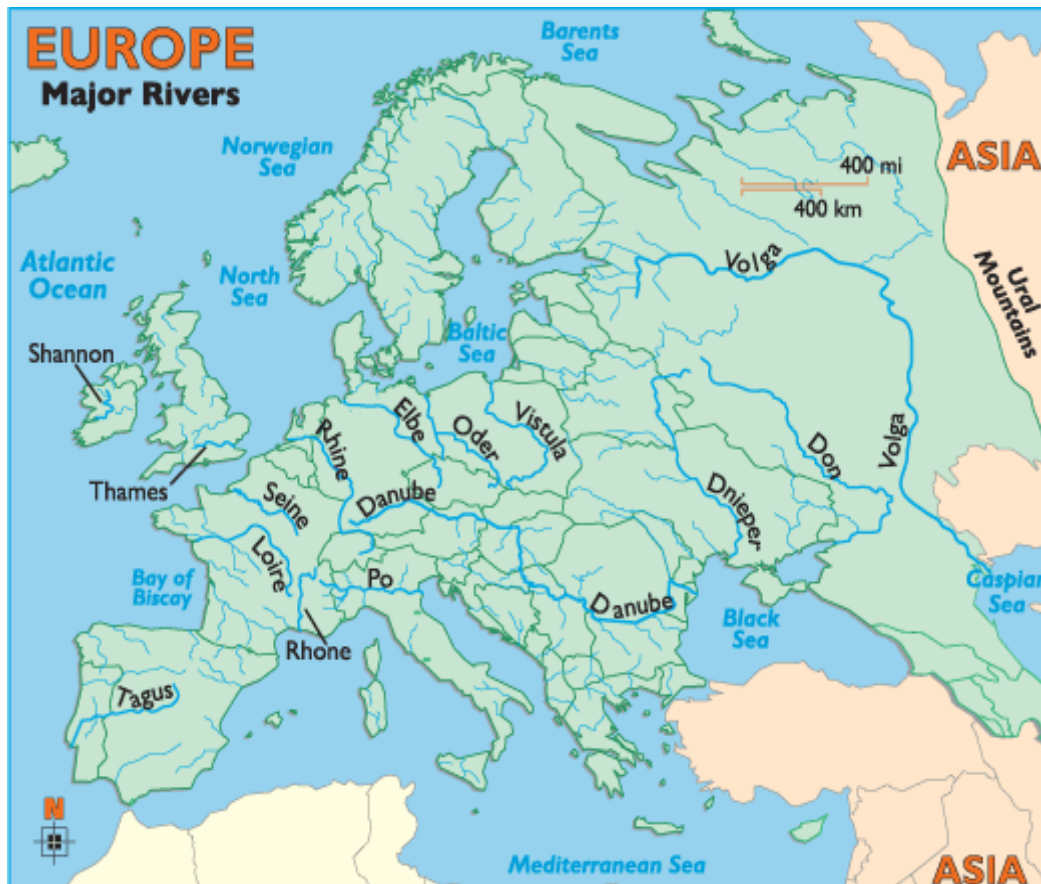 EUROPE
Major Rivers
Barents
Sea
Norwegian
Sea
ASIA
400 mi
400 km
Atlantic
Ocean
North
Sea
Volga
Ural
Mountains
Baltic
Sea
Shannon
Thames
Rhine
Elbe
Oder
Vistula
Don
Volga
Seine
Danube
Dnieper
Loire
Bay of
Biscay
Po
Danube
Black
Sea
Caspian
Sea
Rhone
Tagus
N
Mediterranean Sea
ASIA